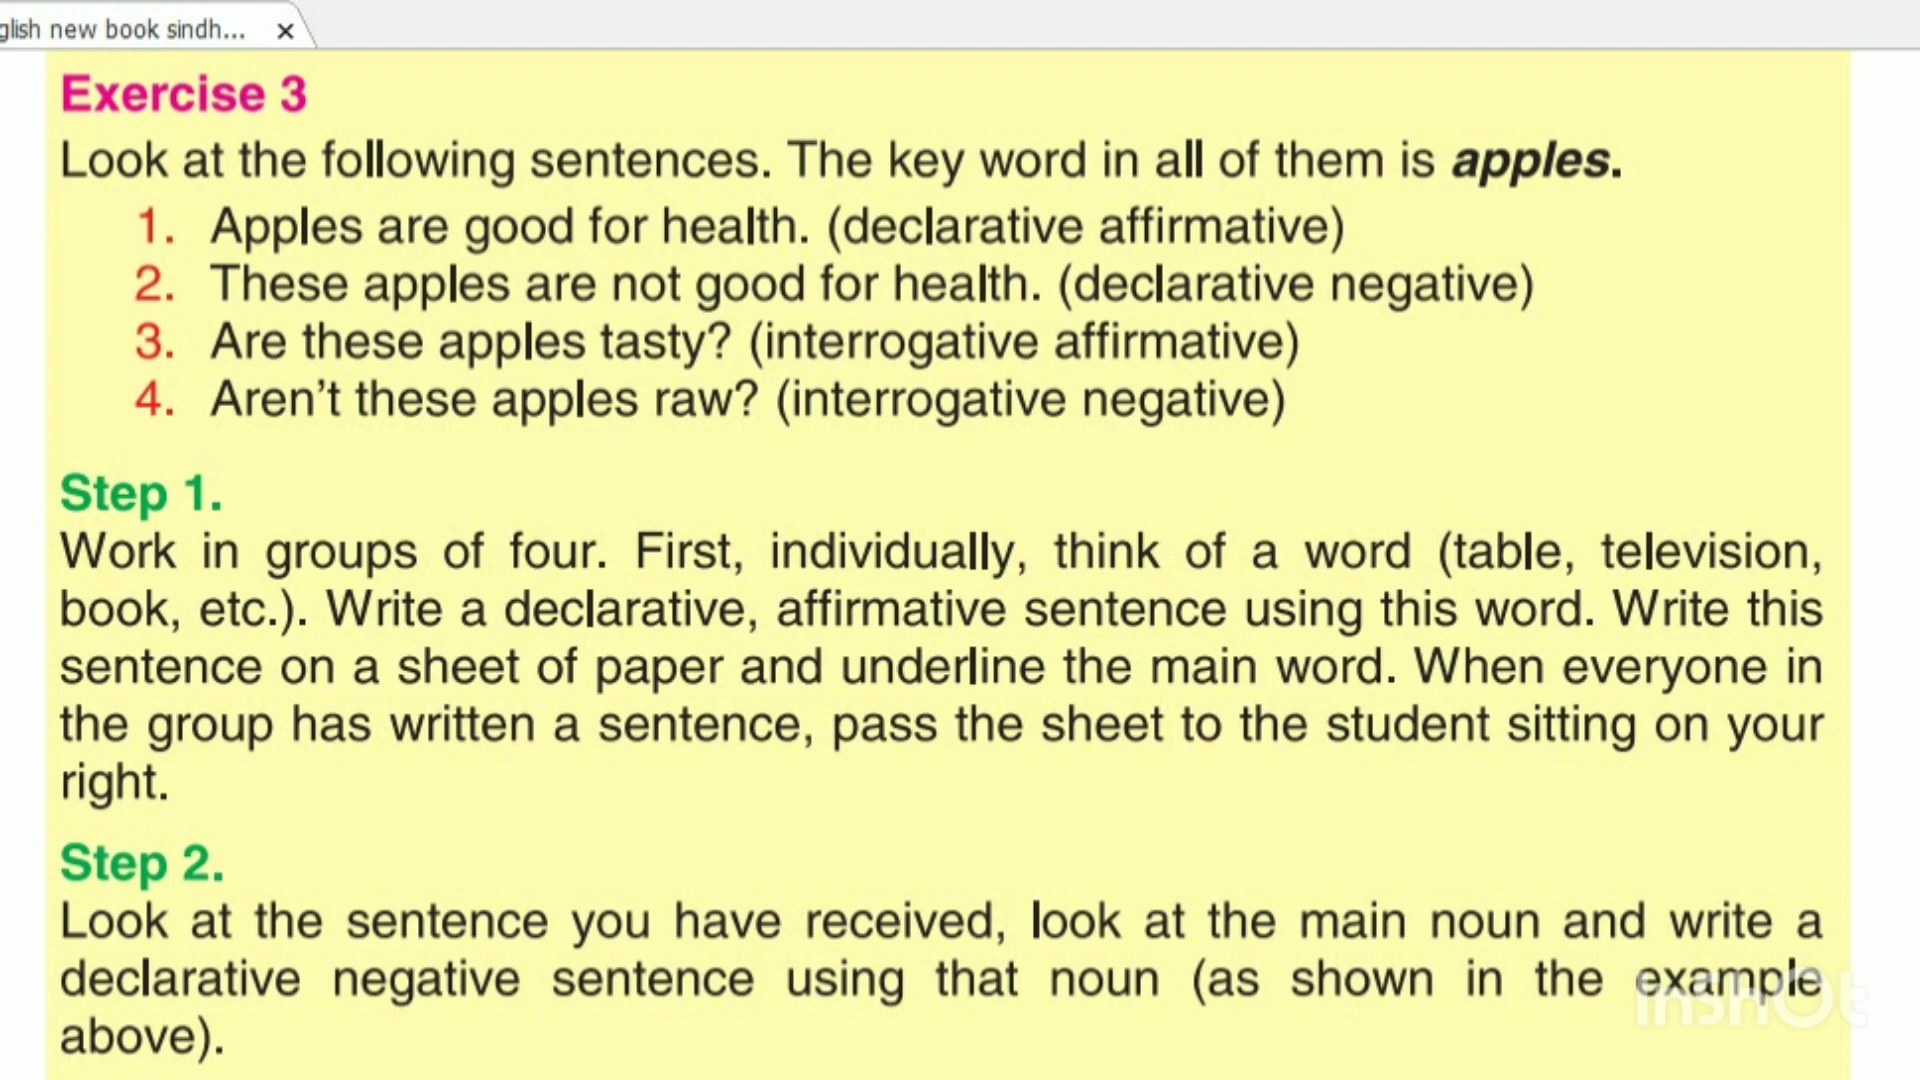 glish new book sindh... ×
Exercise 3
Look at the following sentences. The key word in all of them is apples.
1. Apples are good for health. (declarative affirmative)
2. These apples are not good for health. (declarative negative)
3. Are these apples tasty? (interrogative affirmative)
4. Aren't these apples raw? (interrogative negative)
Step 1.
Work in groups of four. First, individually, think of a word (table, television,
book, etc.). Write a declarative, affirmative sentence using this word. Write this
sentence on a sheet of paper and underline the main word. When everyone in
the group has written a sentence, pass the sheet to the student sitting on your
right.
Step 2.
Look at the sentence you have received, look at the main noun and write a
declarative negative sentence using that noun (as shown in the example
above).
InShOt